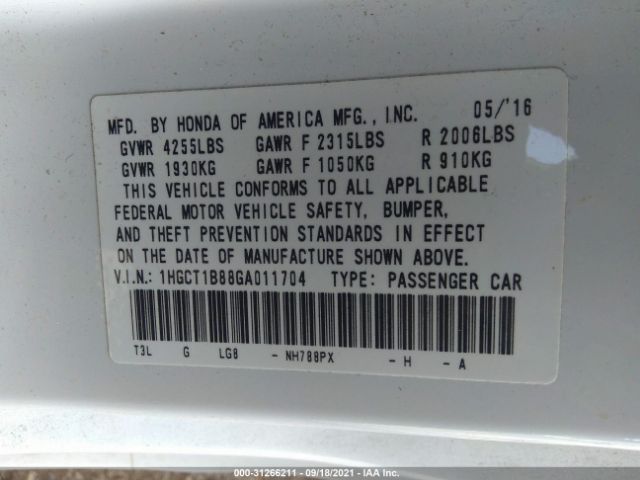 MFD. BY HONDA OF AMERICA MFG., INC. 05/'16
GVWR 4255LBS GAWR F 2315LBS R 2006LBS
GVWR 1930KG GAWR F 1050KG R 910KG
THIS VEHICLE CONFORMS TO ALL APPLICABLE
FEDERAL MOTOR VEHICLE SAFETY, BUMPER,
AND THEFT PREVENTION STANDARDS IN EFFECT
ON THE DATE OF MANUFACTURE SHOWN ABOVE.
V.I.N.: 1HGCT1B88GA011704 TYPE: PASSENGER CAR
T3L G LG8 - NH788PX - H - A
000-31266211 - 09/18/2021 - IAA Inc.